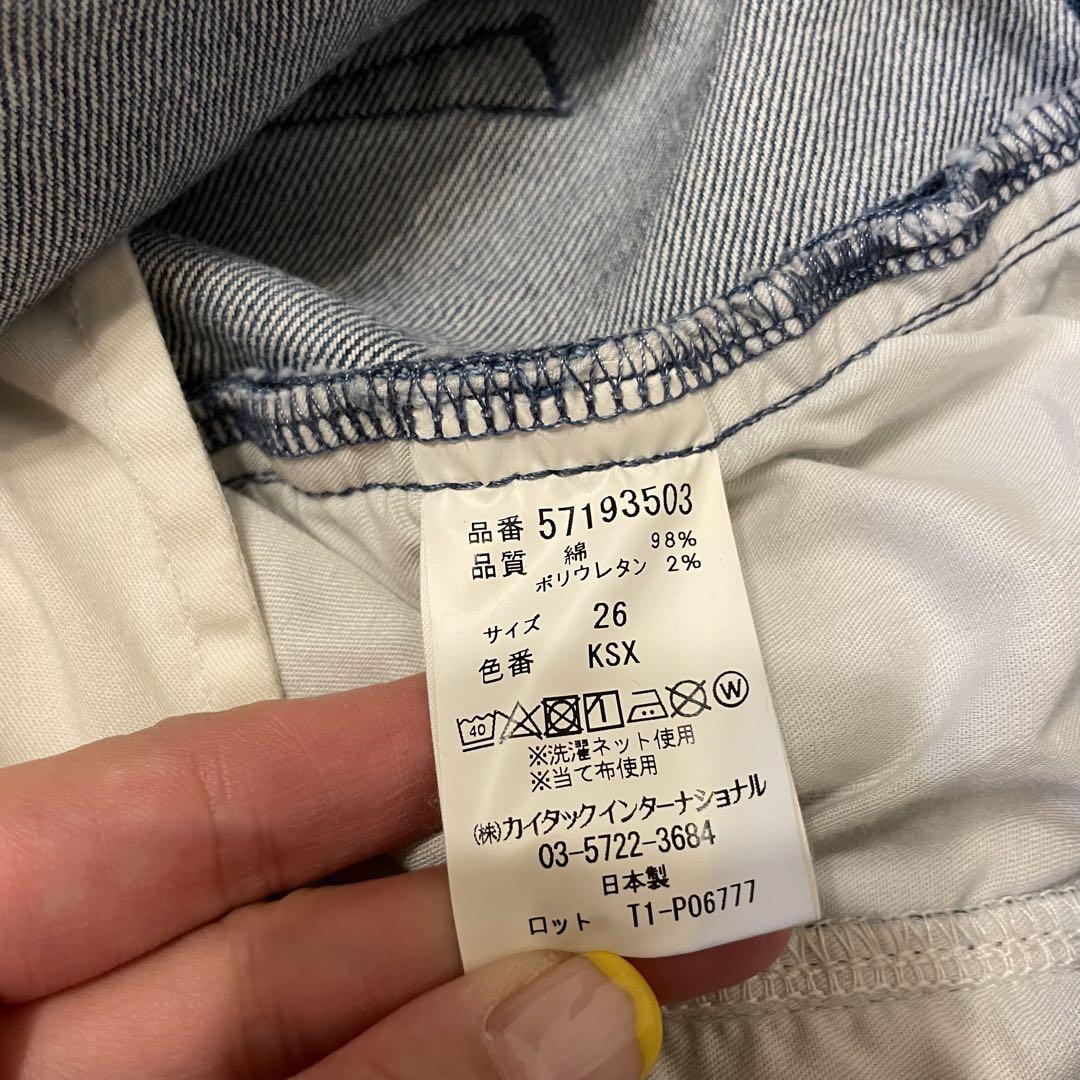 品番 57193503
品質 綿 98%
ポリウレタン 2%
サイズ 26
色番 KSX
40 W
※洗濯ネット使用
※当て布使用
(株)カイタックインターナショナル
03-5722-3684
日本製
ロット T1-P06777